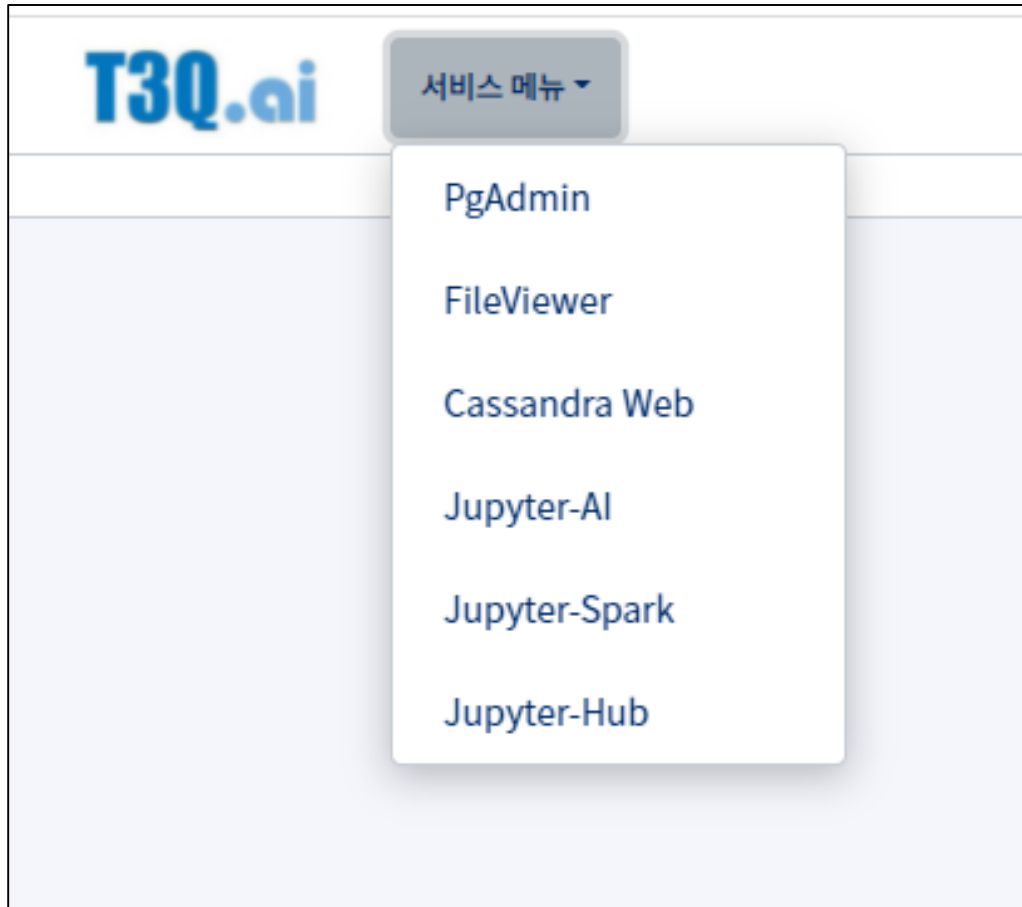 T3Q.ai
서비스 메뉴
PgAdmin
FileViewer
Cassandra Web
Jupyter-AI
Jupyter-Spark
Jupyter-Hub